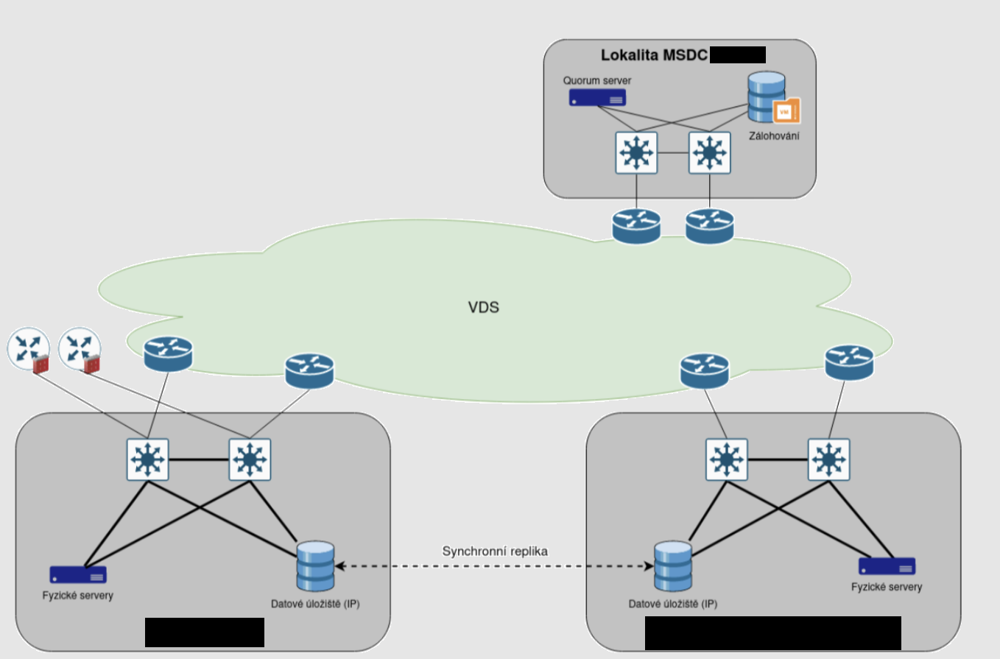 Lokalita MSDC
Quorum server
VM
Zálohování
VDS
Synchronní replika
Fyzické servery
Datové úložiště (IP)
Datové úložiště (IP)
Fyzické servery